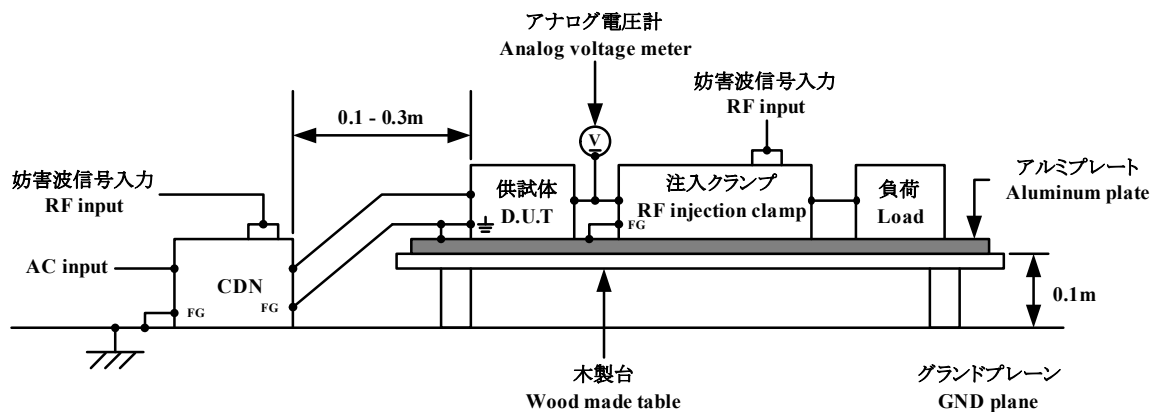 アナログ電圧計
Analog voltage meter
妨害波信号入力
RF input
0.1 - 0.3m
V
妨害波信号入力
RF input
供試体
D.U.T
注入クランプ
RF injection clamp
FG
負荷
Load
アルミプレート
Aluminum plate
AC input
CDN
FG
FG
0.1m
木製台
Wood made table
グランドプレーン
GND plane